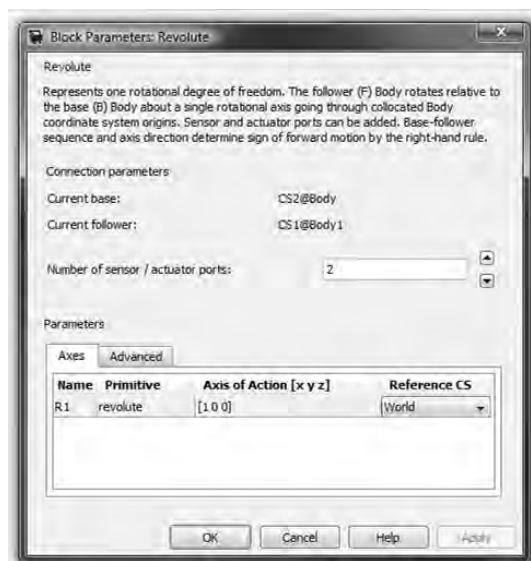 Block Parameters: Revolute
Revolute
Represents one rotational degree of freedom. The follower (F) Body rotates relative to
the base (B) Body about a single rotational axis going through collocated Body
coordinate system origins. Sensor and actuator ports can be added. Base-follower
sequence and axis direction determine sign of forward motion by the right-hand rule.
Connection parameters
Current base: CS2@Body
Current follower: CS1@Body1
Number of sensor / actuator ports: 2
Parameters
Axes Advanced
Name Primitive Axis of Action [x y z] Reference CS
R1 revolute [1 0 0] World
OK Cancel Help Apply